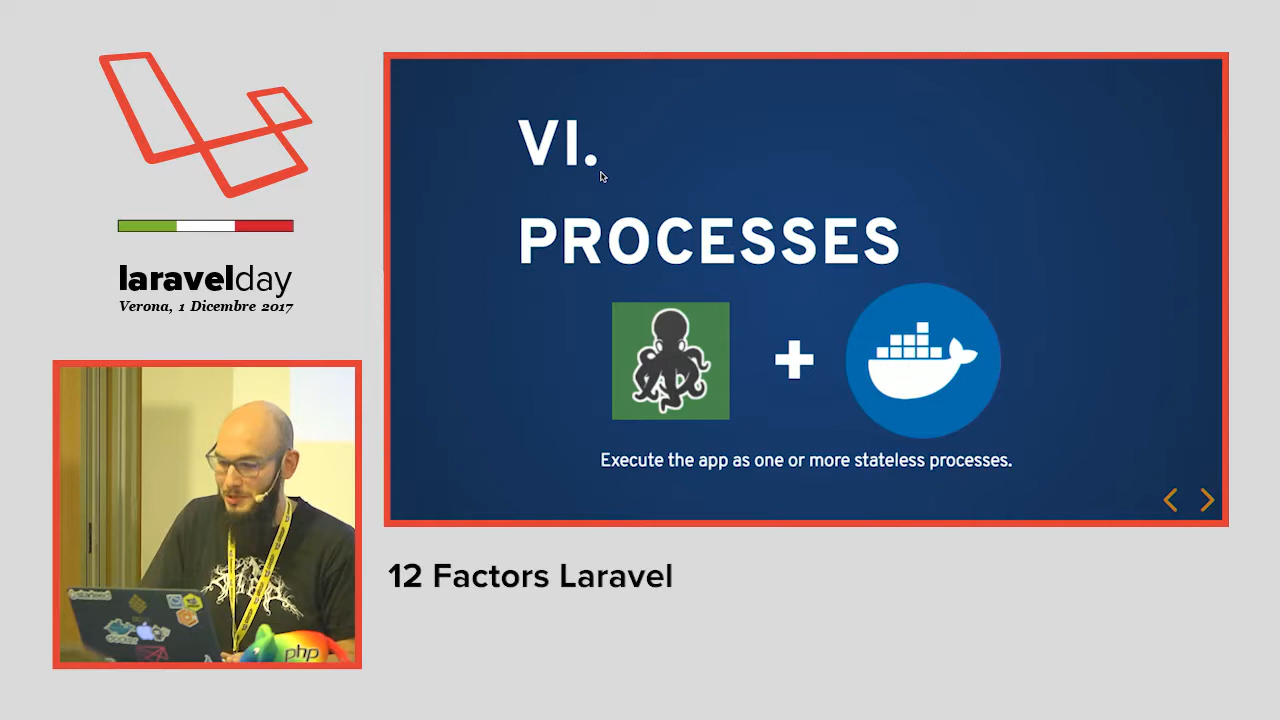 laravelday
Verona, 1 Dicembre 2017
VI.
PROCESSES
+
Execute the app as one or more stateless processes.
12 Factors Laravel
docker
php